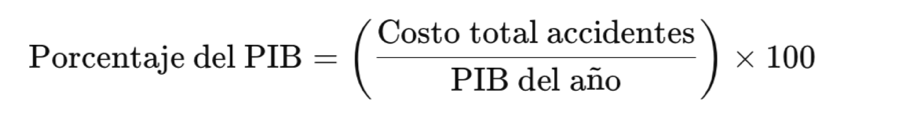 Porcentaje del PIB = ( Costo total accidentes / PIB del año ) × 100